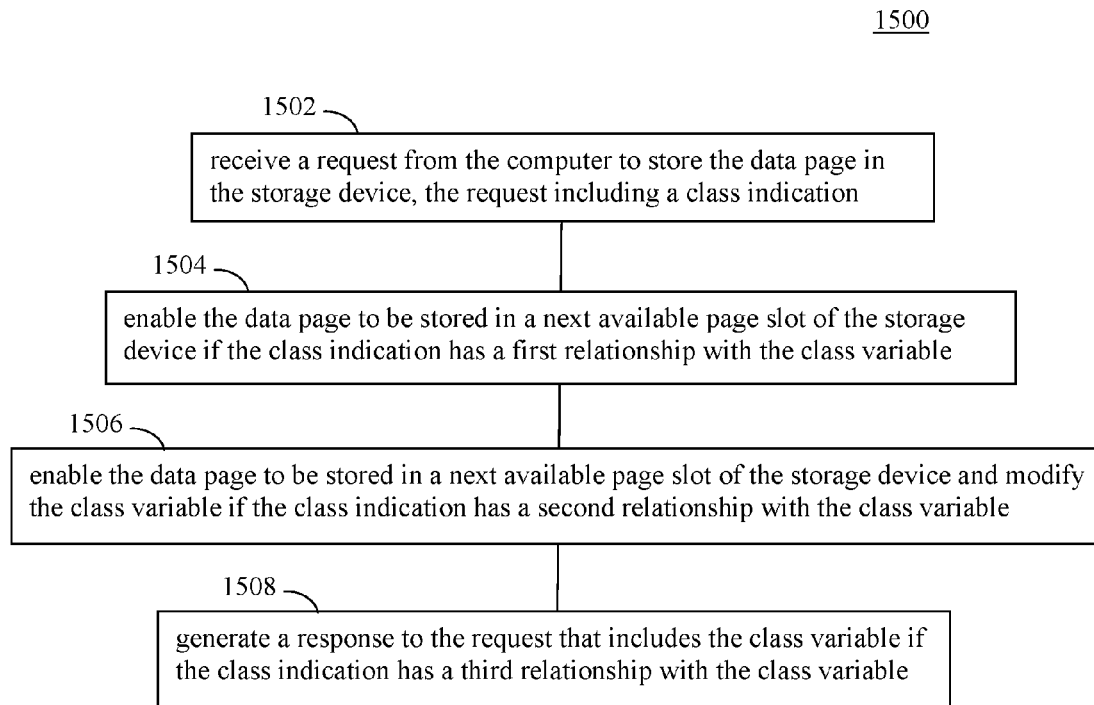 1500
1502
receive a request from the computer to store the data page in
the storage device, the request including a class indication
1504
enable the data page to be stored in a next available page slot of the storage
device if the class indication has a first relationship with the class variable
1506
enable the data page to be stored in a next available page slot of the storage device and modify
the class variable if the class indication has a second relationship with the class variable
1508
generate a response to the request that includes the class variable if
the class indication has a third relationship with the class variable